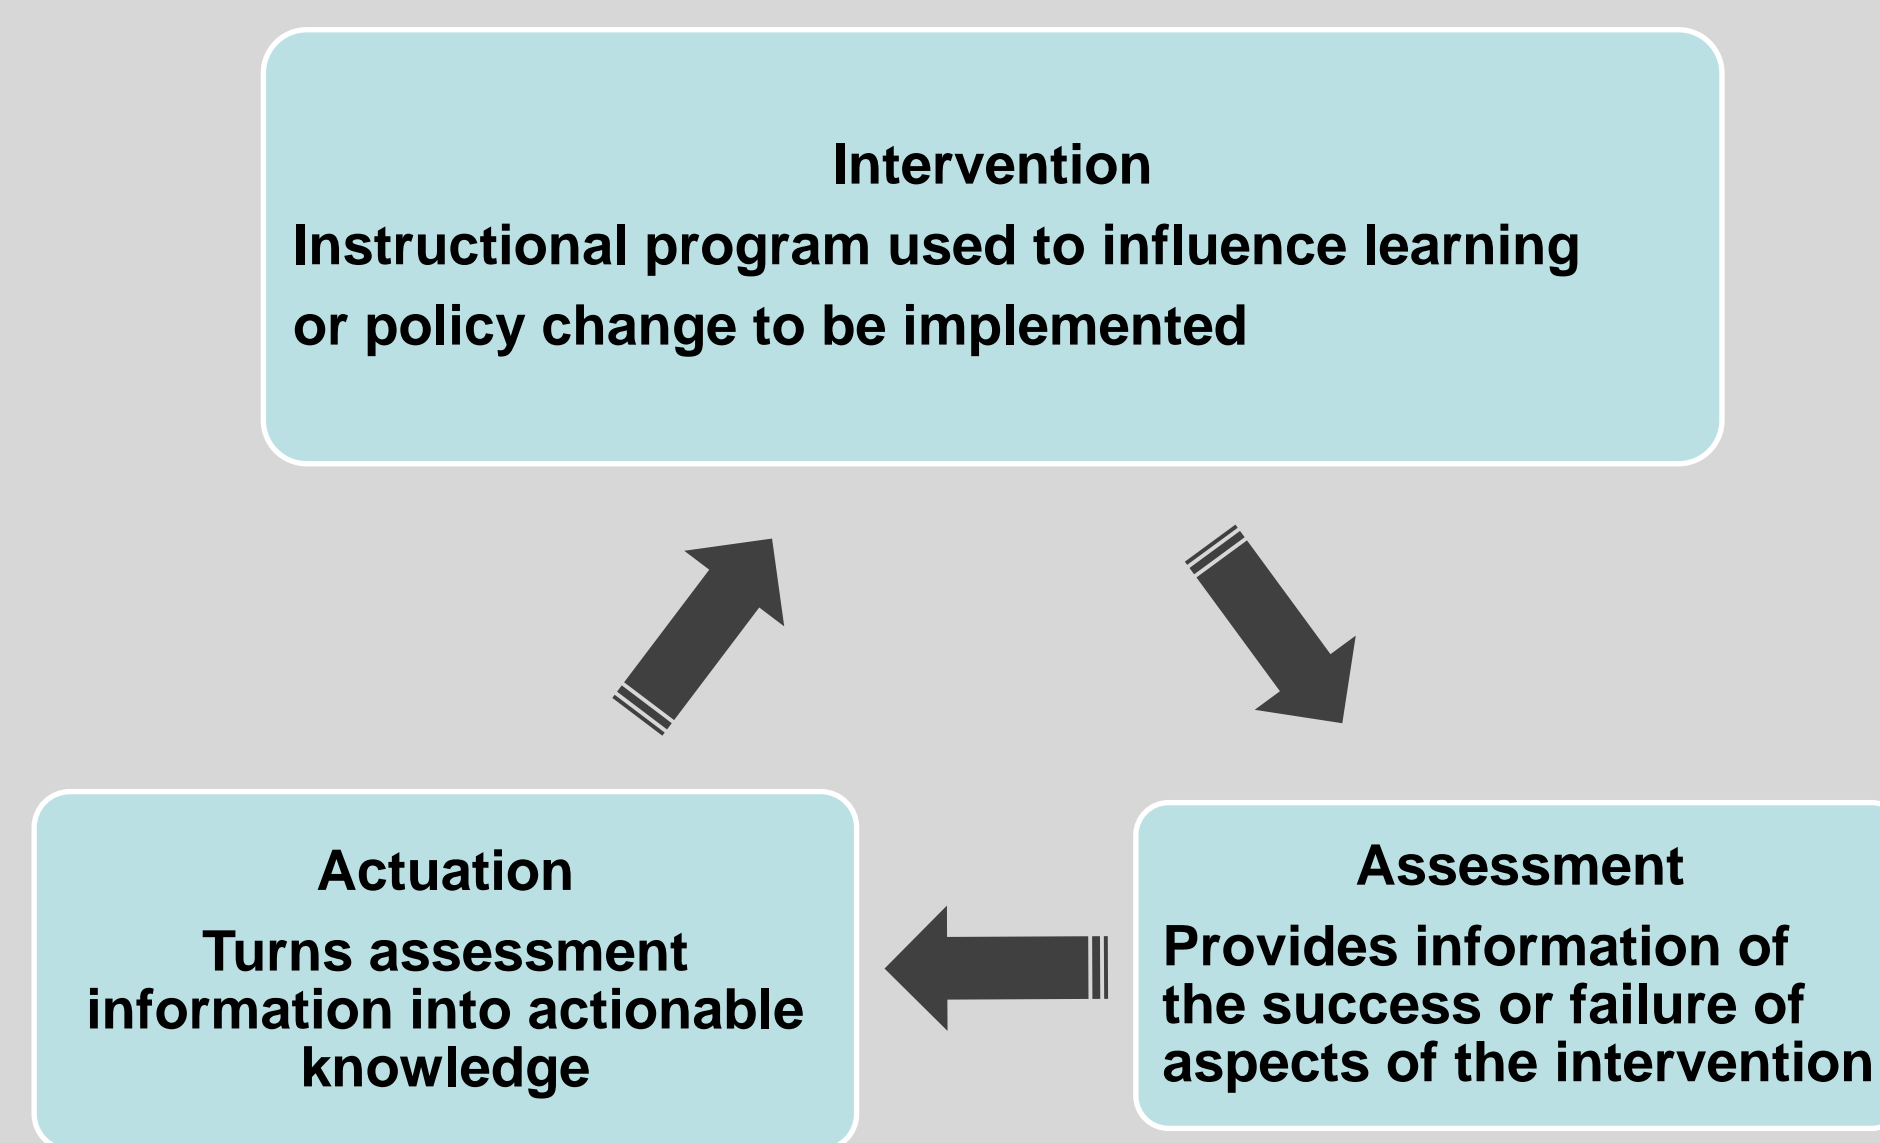 Intervention
Instructional program used to influence learning
or policy change to be implemented
Actuation
Turns assessment
information into actionable
knowledge
Assessment
Provides information of
the success or failure of
aspects of the intervention